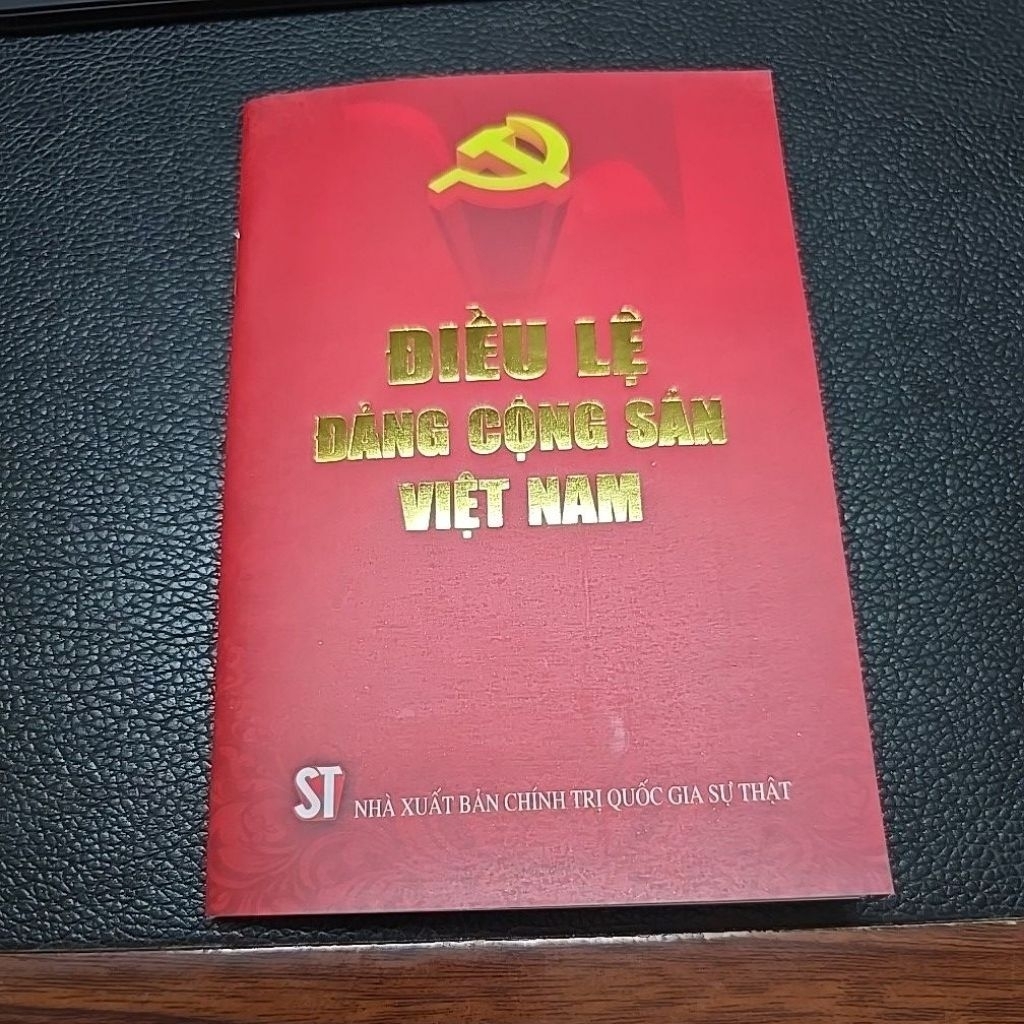 ĐIỀU LỆ
ĐẢNG CỘNG SẢN
VIỆT NAM
ST NHÀ XUẤT BẢN CHÍNH TRỊ QUỐC GIA SỰ THẬT